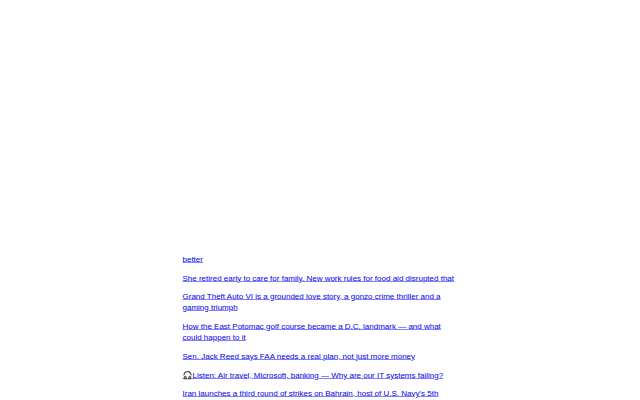 better
She retired early to care for family. New work rules for food aid disrupted that
Grand Theft Auto VI is a grounded love story, a gonzo crime thriller and a
gaming triumph
How the East Potomac golf course became a D.C. landmark — and what
could happen to it
Sen. Jack Reed says FAA needs a real plan, not just more money
🎧Listen: Air travel, Microsoft, banking — Why are our IT systems failing?
Iran launches a third round of strikes on Bahrain, host of U.S. Navy's 5th